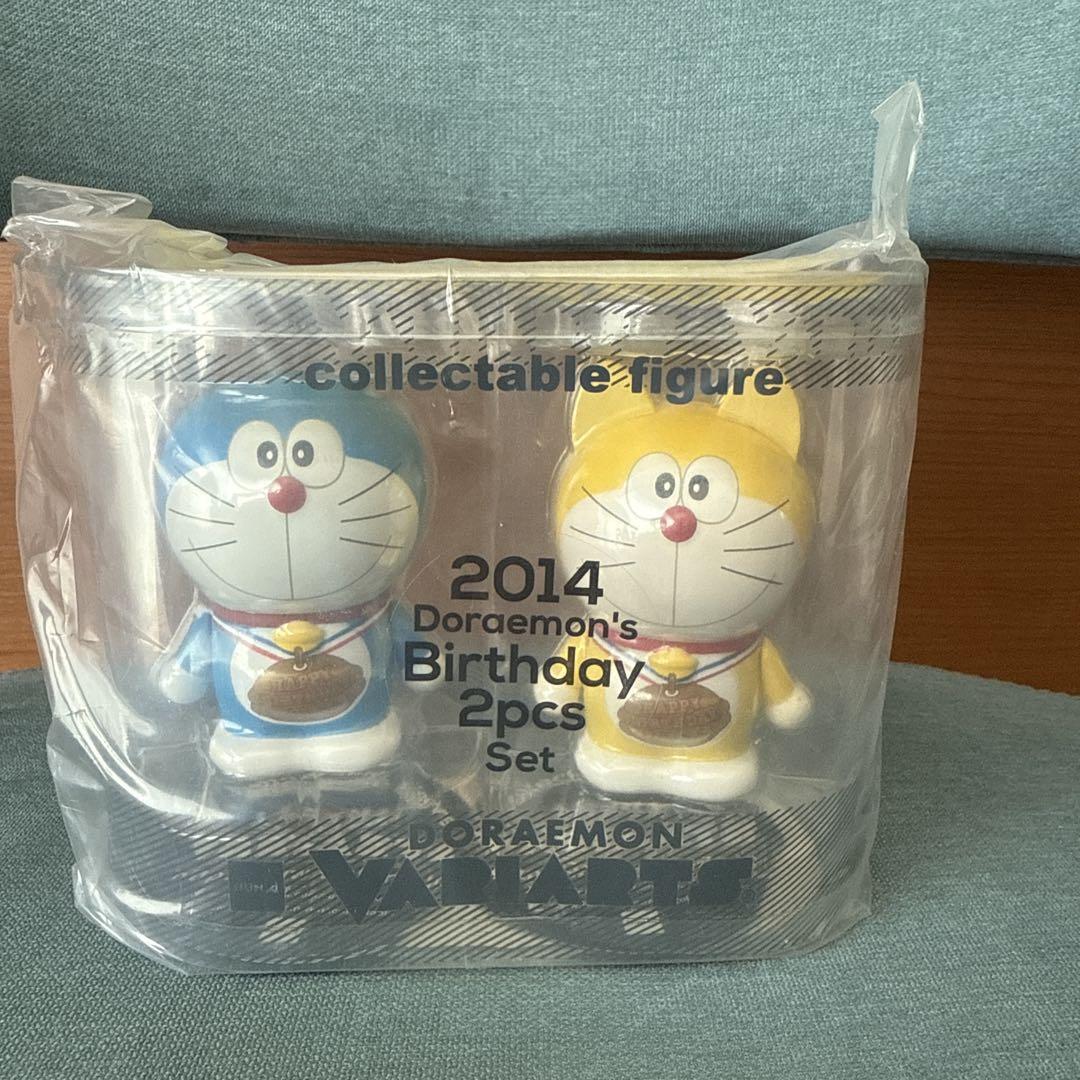 collectable figure
2014
Doraemon's
Birthday
2pcs
Set
DORAEMON
VARIARTS